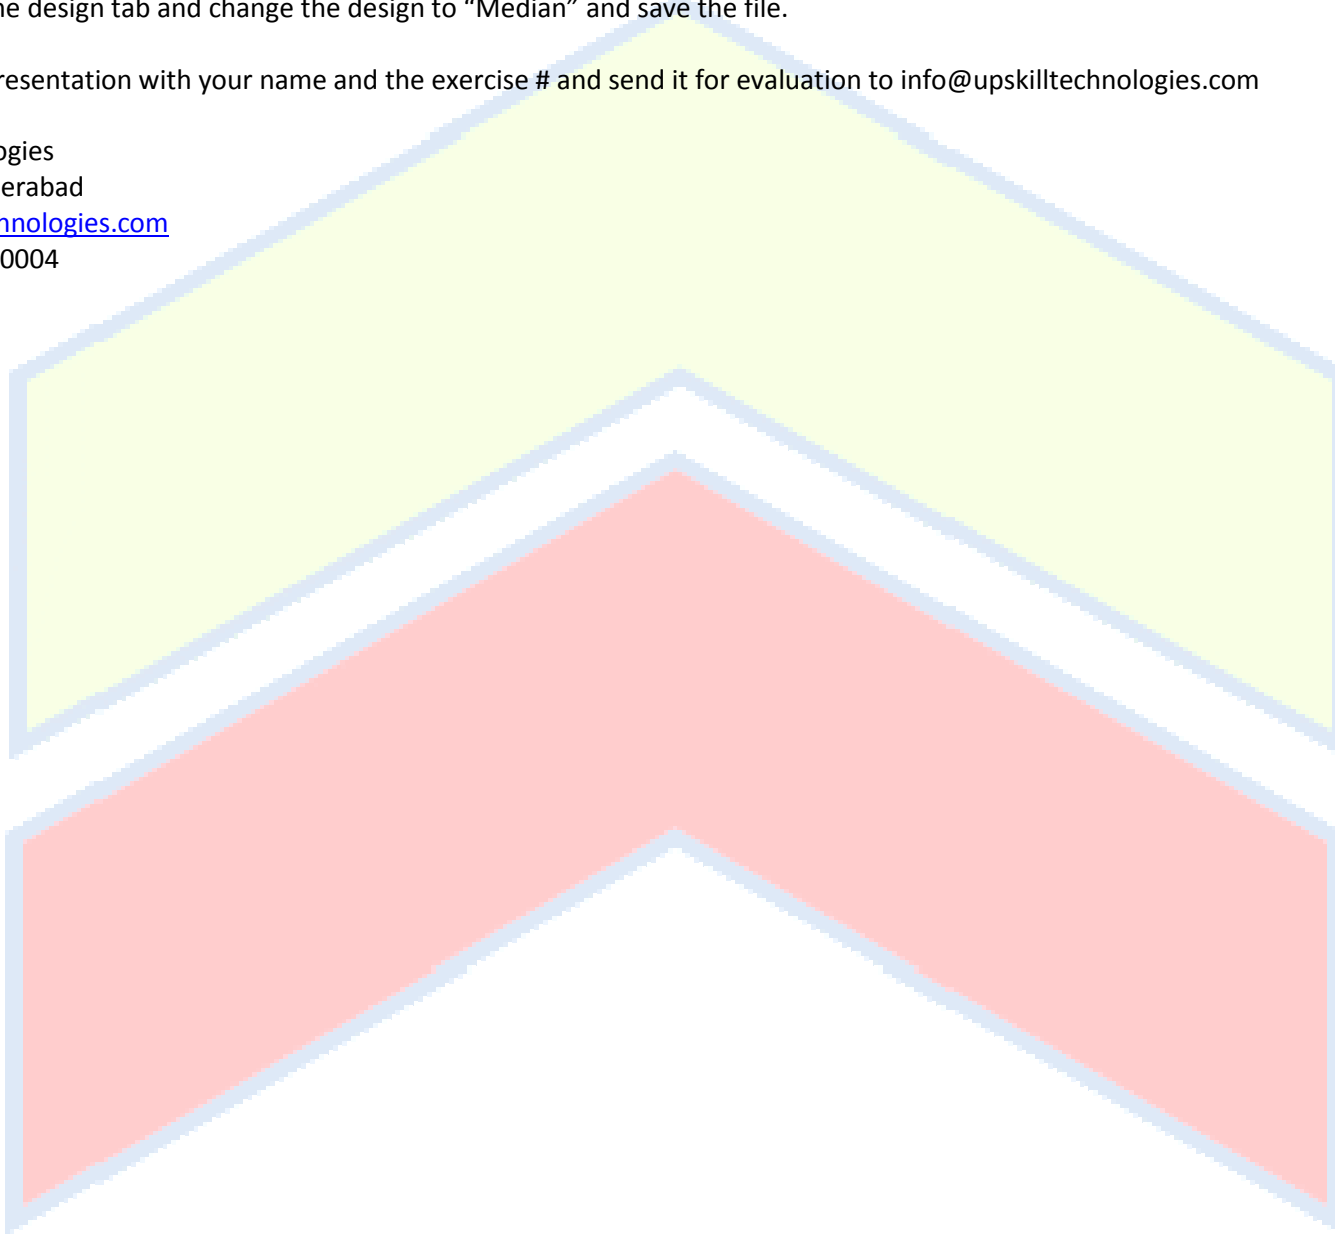 he design tab and change the design to “Median” and save the file.
resentation with your name and the exercise # and send it for evaluation to info@upskilltechnologies.com
ogies
erabad
hnologies.com
0004